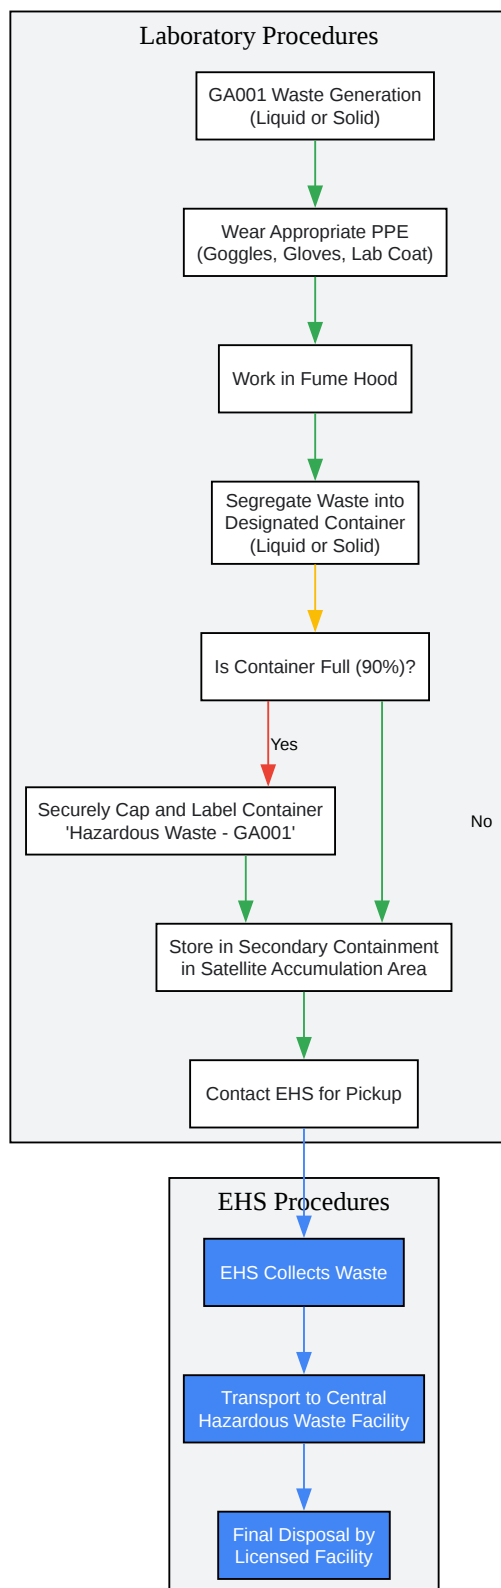 Laboratory Procedures
GA001 Waste Generation
(Liquid or Solid)
Wear Appropriate PPE
(Goggles, Gloves, Lab Coat)
Work in Fume Hood
Segregate Waste into
Designated Container
(Liquid or Solid)
Is Container Full (90%)?
Yes
Securely Cap and Label Container
'Hazardous Waste - GA001'
No
Store in Secondary Containment
in Satellite Accumulation Area
Contact EHS for Pickup
EHS Procedures
EHS Collects Waste
Transport to Central
Hazardous Waste Facility
Final Disposal by
Licensed Facility